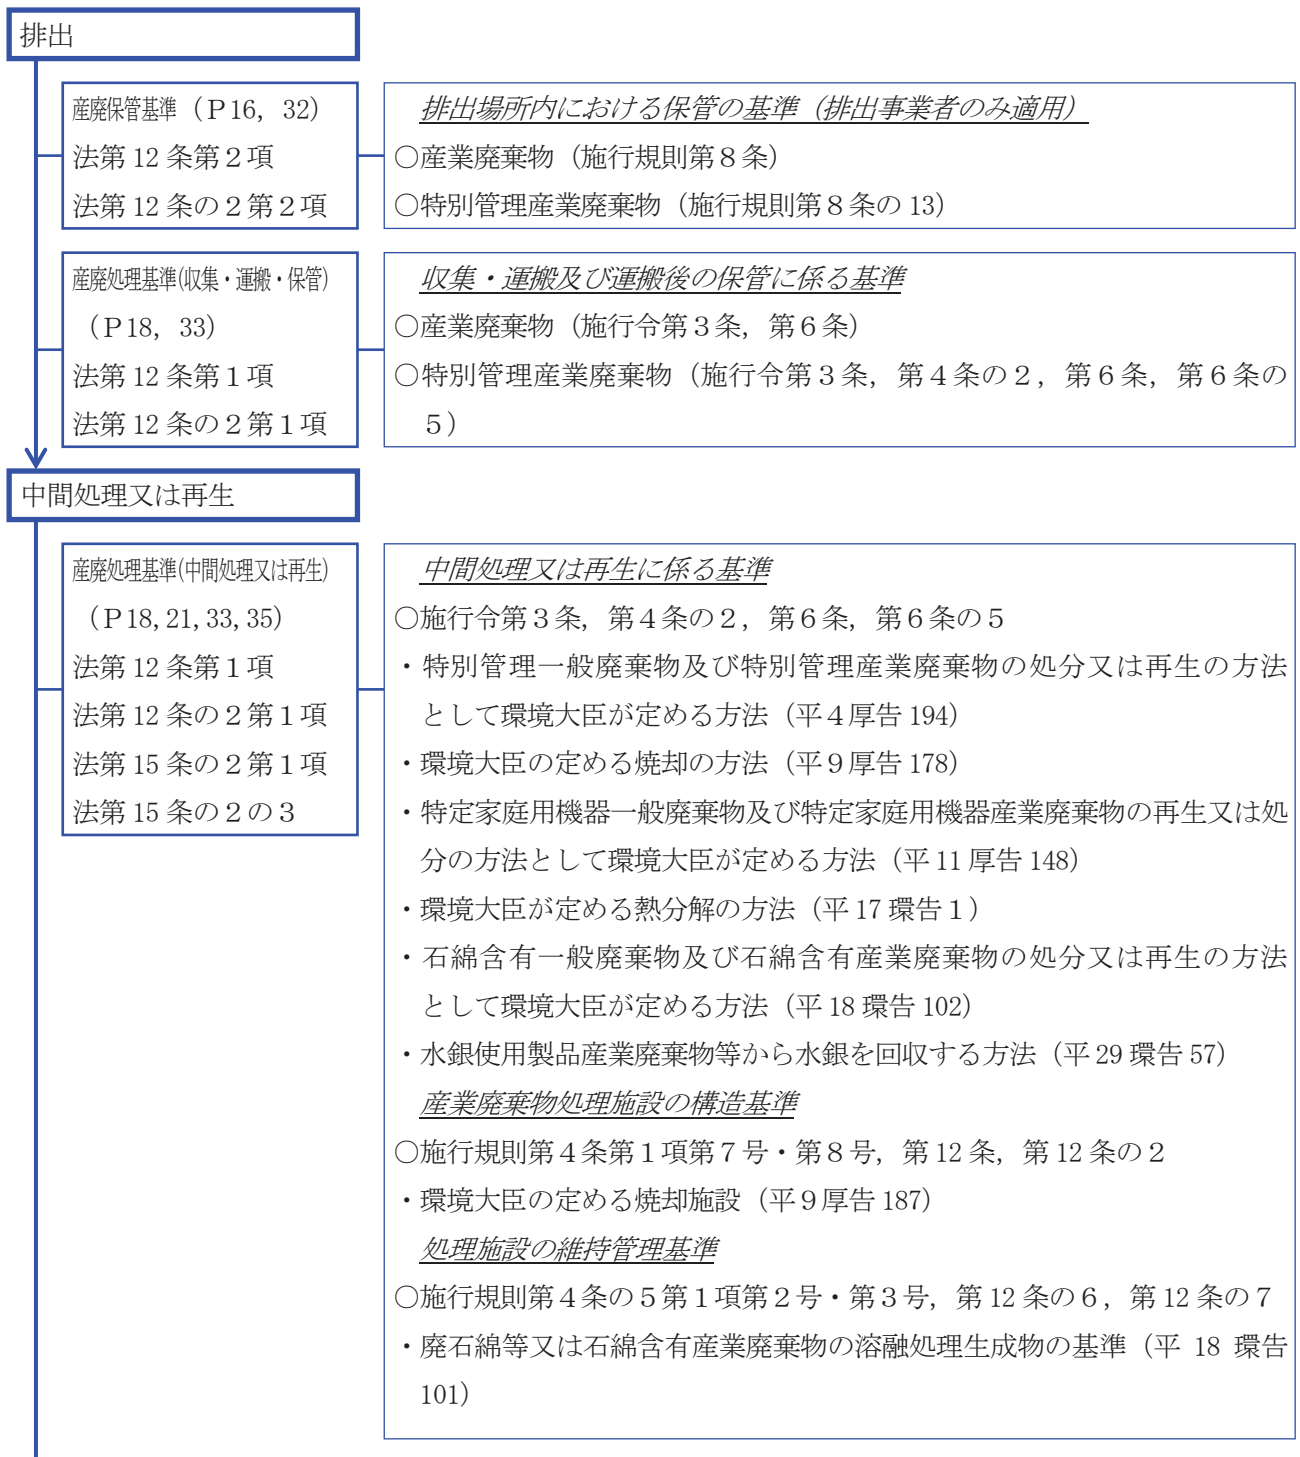 排出
産廃保管基準（Ｐ16，32）
法第12条第２項
法第12条の２第２項
排出場所内における保管の基準（排出事業者のみ適用）
○産業廃棄物（施行規則第８条）
○特別管理産業廃棄物（施行規則第８条の13）
産廃処理基準(収集・運搬・保管)
（Ｐ18，33）
法第12条第１項
法第12条の２第１項
収集・運搬及び運搬後の保管に係る基準
○産業廃棄物（施行令第３条，第６条）
○特別管理産業廃棄物（施行令第３条，第４条の２，第６条，第６条の
５）
中間処理又は再生
産廃処理基準(中間処理又は再生)
（Ｐ18,21,33,35）
法第12条第１項
法第12条の２第１項
法第15条の２第１項
法第15条の２の３
中間処理又は再生に係る基準
○施行令第３条，第４条の２，第６条，第６条の５
・特別管理一般廃棄物及び特別管理産業廃棄物の処分又は再生の方法
として環境大臣が定める方法（平４厚告194）
・環境大臣の定める焼却の方法（平９厚告178）
・特定家庭用機器一般廃棄物及び特定家庭用機器産業廃棄物の再生又は処
分の方法として環境大臣が定める方法（平11厚告148）
・環境大臣が定める熱分解の方法（平17環告１）
・石綿含有一般廃棄物及び石綿含有産業廃棄物の処分又は再生の方法
として環境大臣が定める方法（平18環告102）
・水銀使用製品産業廃棄物等から水銀を回収する方法（平29環告57）
産業廃棄物処理施設の構造基準
○施行規則第４条第１項第７号・第８号，第12条，第12条の２
・環境大臣の定める焼却施設（平９厚告187）
処理施設の維持管理基準
○施行規則第４条の５第１項第２号・第３号，第12条の６，第12条の７
・廃石綿等又は石綿含有産業廃棄物の溶融処理生成物の基準（平 18 環告
101）